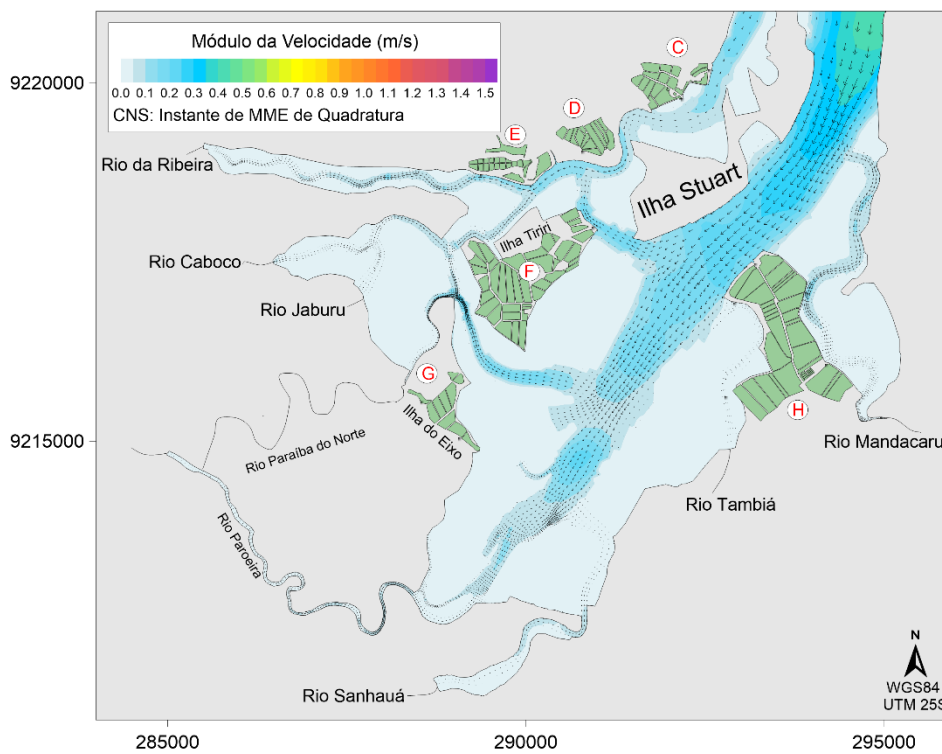 Módulo da Velocidade (m/s)
0.0 0.1 0.2 0.3 0.4 0.5 0.6 0.7 0.8 0.9 1.0 1.1 1.2 1.3 1.4 1.5
CNS: Instante de MME de Quadratura
9220000
C
D
E
Rio da Ribeira
Ilha Stuart
Ilha Tiriri
Rio Caboco
F
Rio Jaburu
G
H
Ilha do Eixo
9215000
Rio Mandacaru
Rio Paraíba do Norte
Rio Tambiá
Rio Paroeira
N
Rio Sanhauá
WGS84
UTM 25S
285000
290000
295000